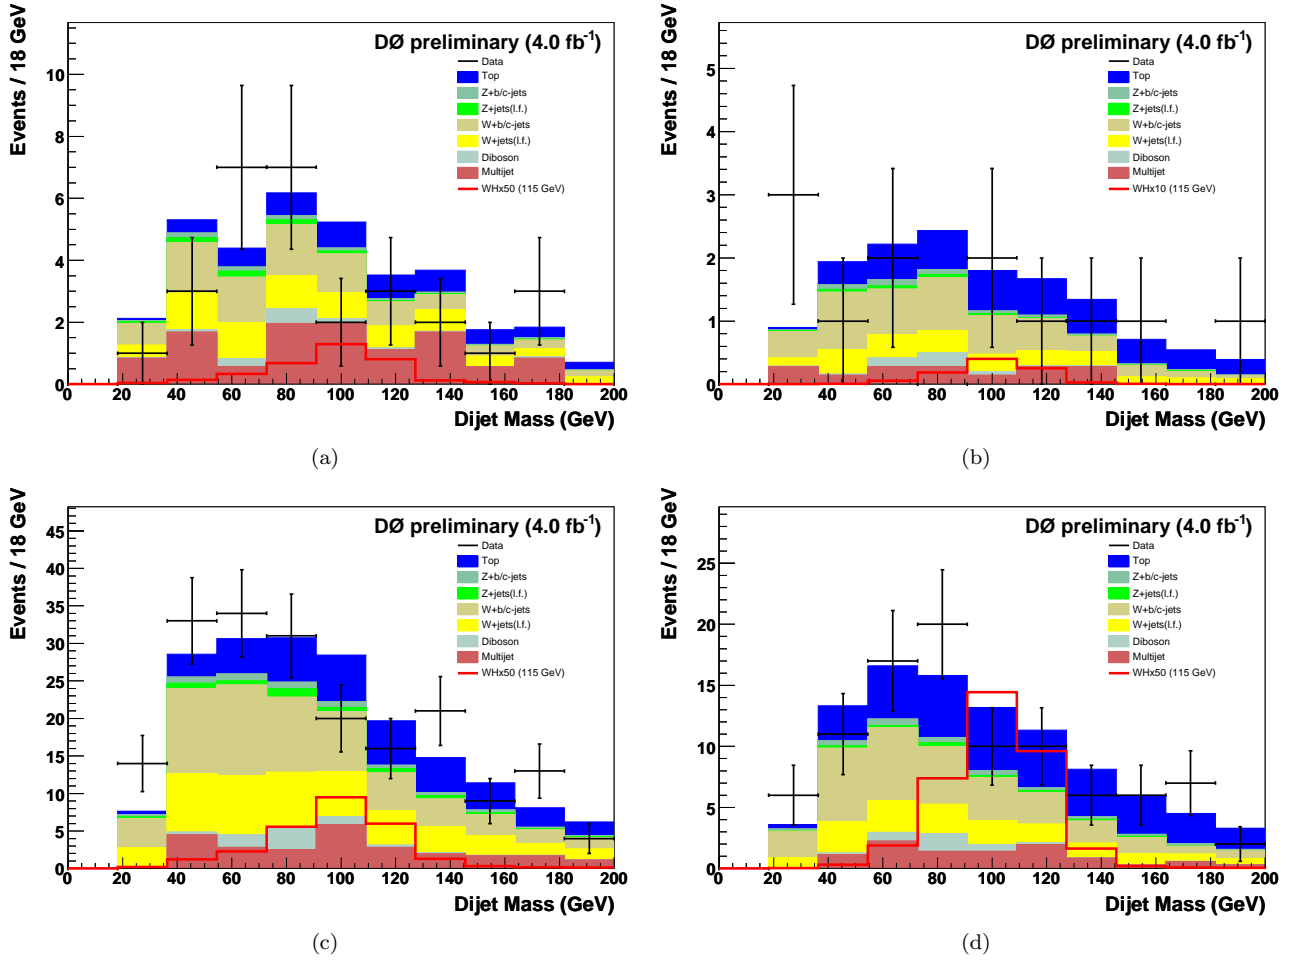 DØ preliminary (4.0 fb-1)
Events / 18 GeV
Data
Top
Z+b/c-jets
Z+jets(l.f.)
W+b/c-jets
W+jets(l.f.)
Diboson
Multijet
WHx50 (115 GeV)
10
8
6
4
2
0
0 20 40 60 80 100 120 140 160 180 200
Dijet Mass (GeV)
(a)
DØ preliminary (4.0 fb-1)
Events / 18 GeV
Data
Top
Z+b/c-jets
Z+jets(l.f.)
W+b/c-jets
W+jets(l.f.)
Diboson
Multijet
WHx10 (115 GeV)
5
4
3
2
1
0
0 20 40 60 80 100 120 140 160 180 200
Dijet Mass (GeV)
(b)
DØ preliminary (4.0 fb-1)
Events / 18 GeV
Data
Top
Z+b/c-jets
Z+jets(l.f.)
W+b/c-jets
W+jets(l.f.)
Diboson
Multijet
WHx50 (115 GeV)
45
40
35
30
25
20
15
10
5
0
0 20 40 60 80 100 120 140 160 180 200
Dijet Mass (GeV)
(c)
DØ preliminary (4.0 fb-1)
Events / 18 GeV
Data
Top
Z+b/c-jets
Z+jets(l.f.)
W+b/c-jets
W+jets(l.f.)
Diboson
Multijet
WHx50 (115 GeV)
25
20
15
10
5
0
0 20 40 60 80 100 120 140 160 180 200
Dijet Mass (GeV)
(d)